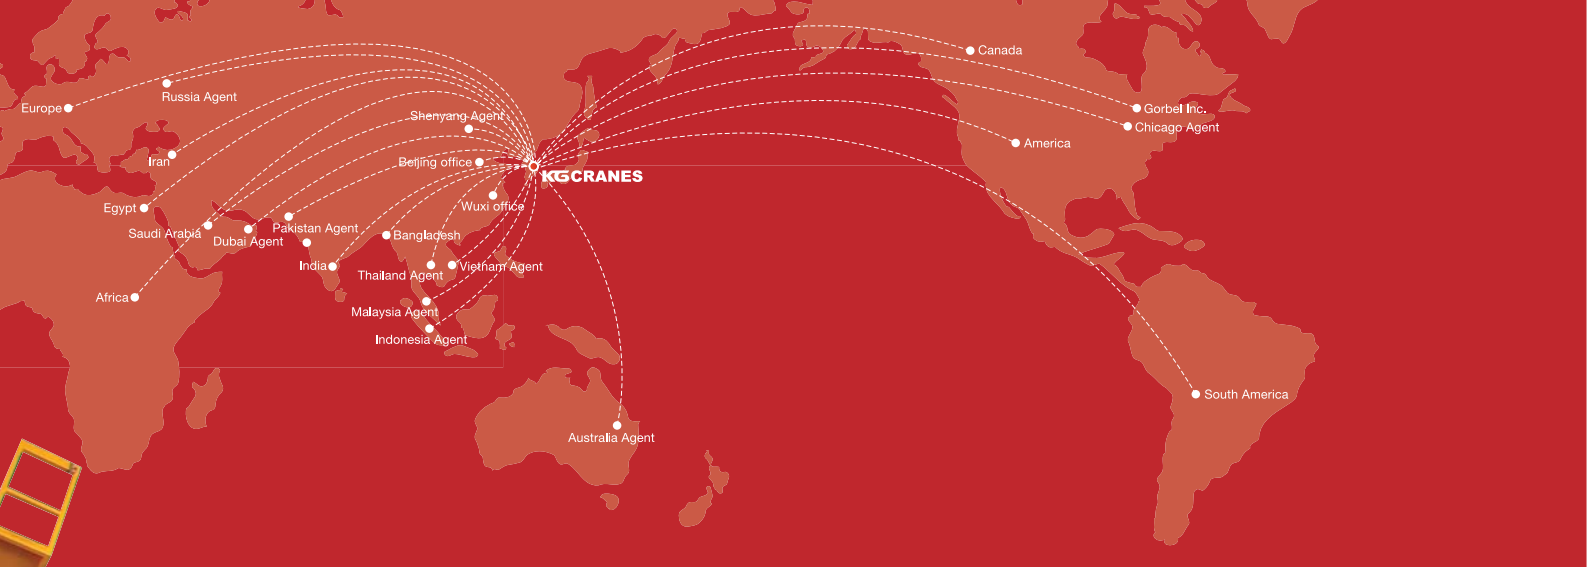 Canada
Russia Agent
Europe
Gorbel Inc.
Shenyang Agent
Chicago Agent
America
Iran
Beijing office
KGCRANES
Egypt
Wuxi office
Saudi Arabia
Pakistan Agent
Bangladesh
Dubai Agent
India
Thailand Agent
Vietnam Agent
Africa
Malaysia Agent
Indonesia Agent
South America
Australia Agent